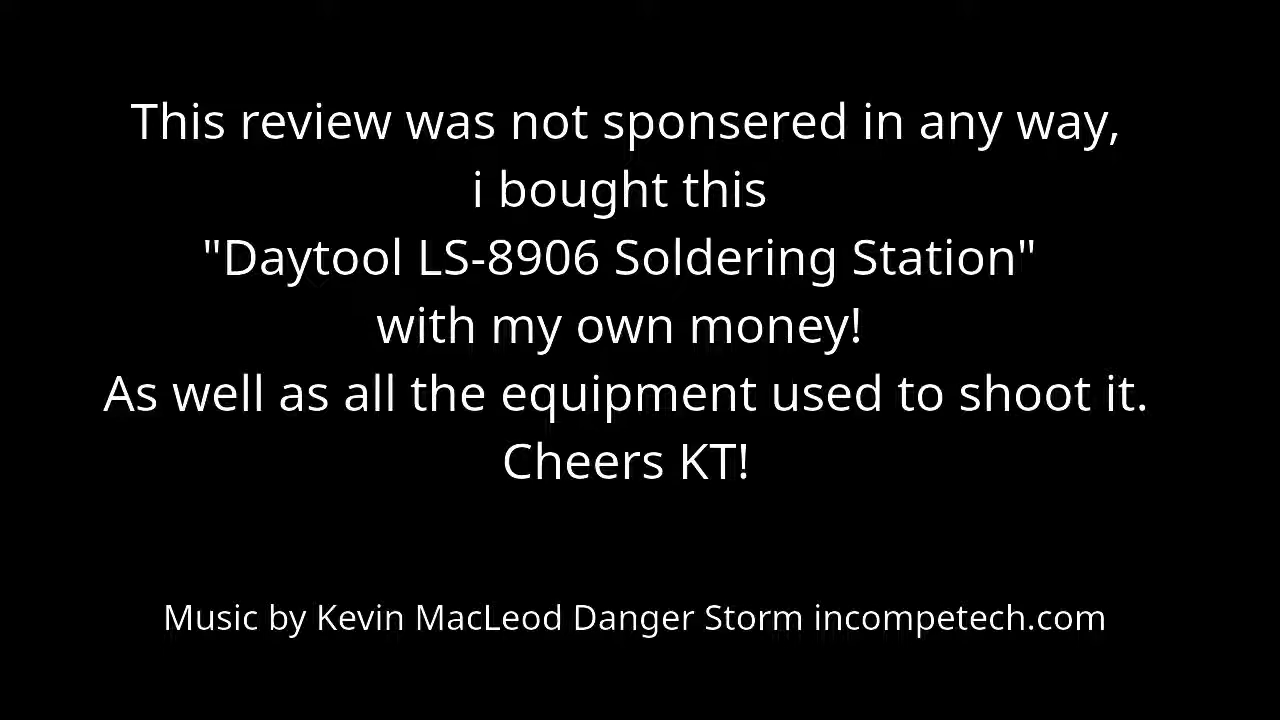 This review was not sponsered in any way,
i bought this
"Daytool LS-8906 Soldering Station"
with my own money!
As well as all the equipment used to shoot it.
Cheers KT!
Music by Kevin MacLeod Danger Storm incompetech.com